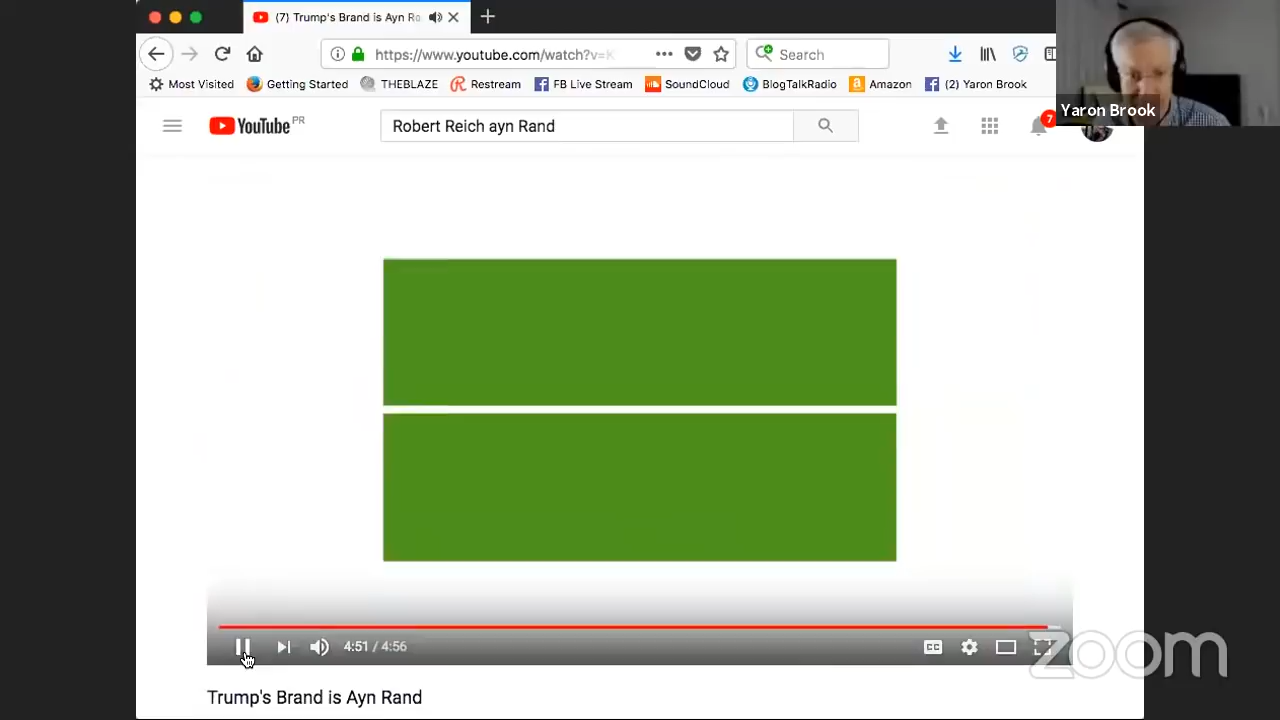 (7) Trump's Brand is Ayn Ra
https://www.youtube.com/watch?v=K
Search
Most Visited
Getting Started
THEBLAZE
Restream
FB Live Stream
SoundCloud
BlogTalkRadio
Amazon
(2) Yaron Brook
Yaron Brook
YouTube PR
Robert Reich ayn Rand
7
4:51 / 4:56
CC
zoom
Trump's Brand is Ayn Rand